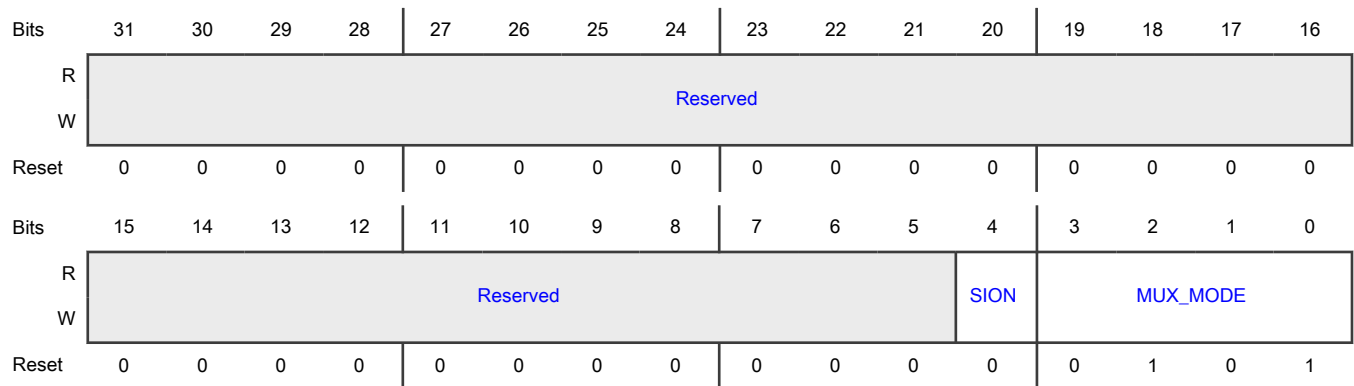 Bits 31 30 29 28 27 26 25 24 23 22 21 20 19 18 17 16
R
Reserved
W
Reset 0 0 0 0 0 0 0 0 0 0 0 0 0 0 0 0
Bits 15 14 13 12 11 10 9 8 7 6 5 4 3 2 1 0
R
Reserved SION MUX_MODE
W
Reset 0 0 0 0 0 0 0 0 0 0 0 0 0 1 0 1